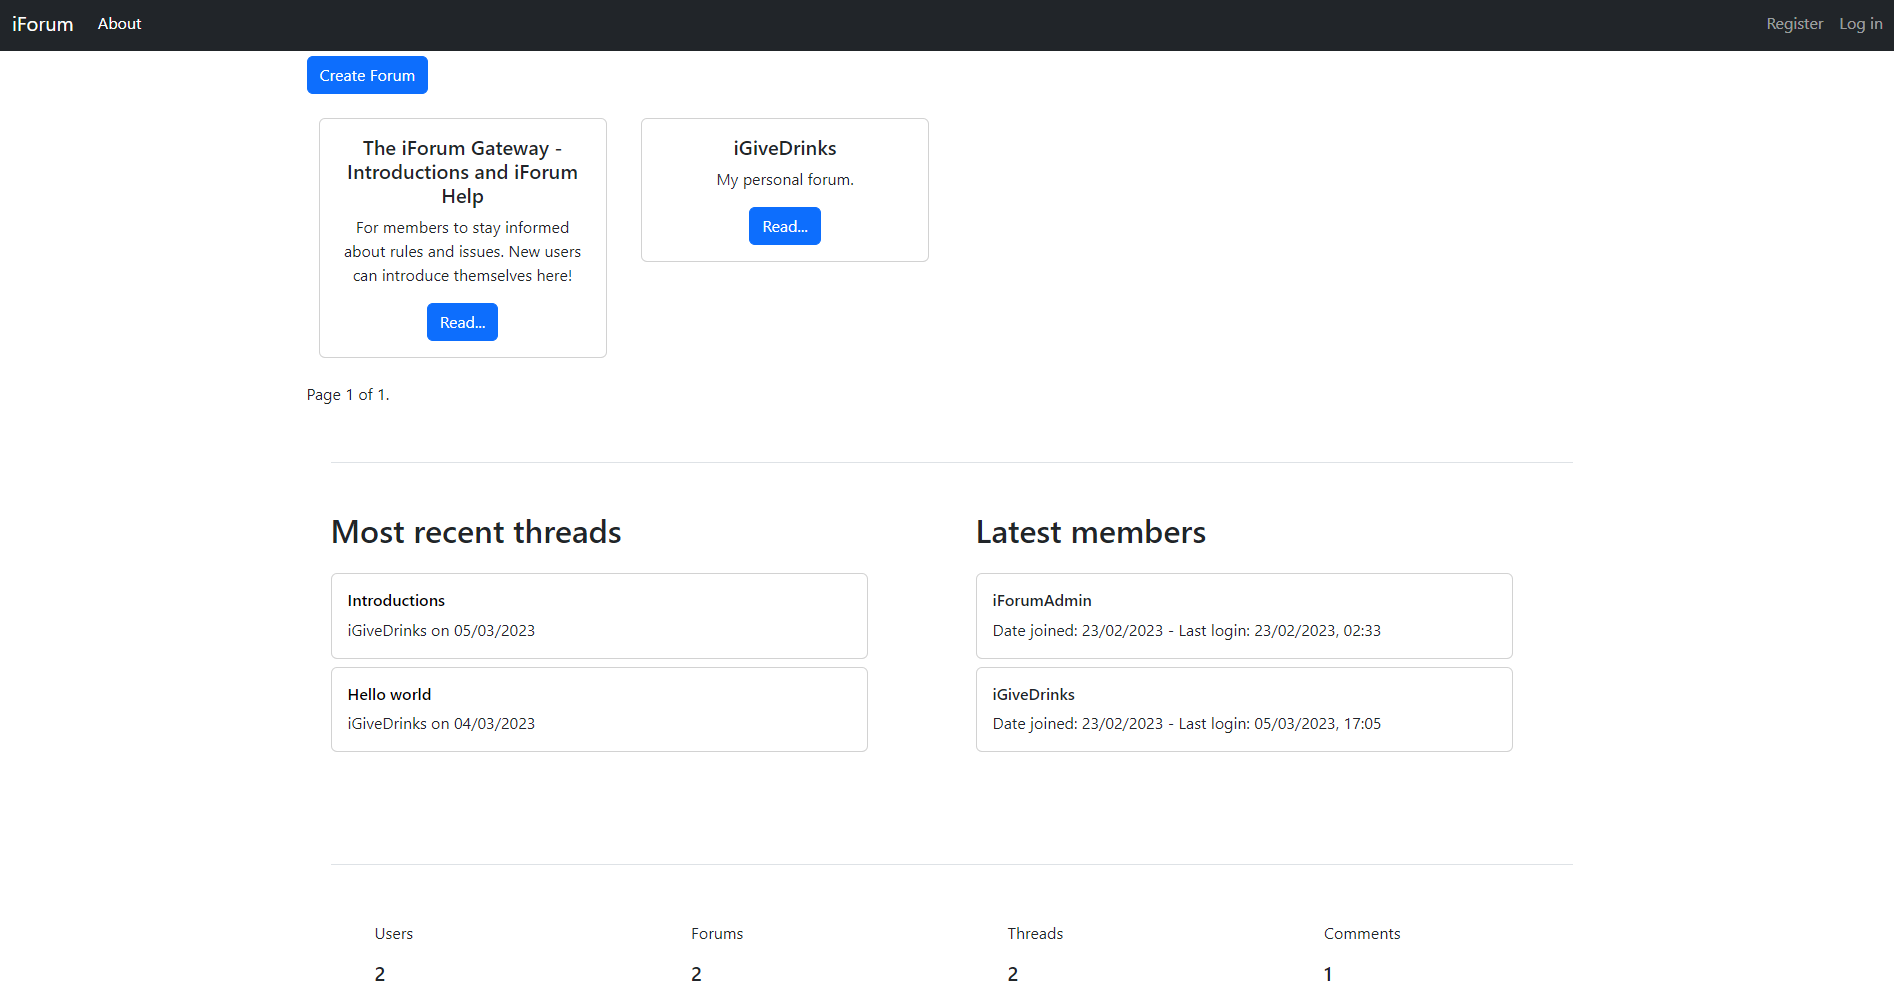 iForum About Register Log in
Create Forum
The iForum Gateway -
Introductions and iForum
Help
For members to stay informed
about rules and issues. New users
can introduce themselves here!
Read...
iGiveDrinks
My personal forum.
Read...
Page 1 of 1.
Most recent threads
Introductions
iGiveDrinks on 05/03/2023
Hello world
iGiveDrinks on 04/03/2023
Latest members
iForumAdmin
Date joined: 23/02/2023 - Last login: 23/02/2023, 02:33
iGiveDrinks
Date joined: 23/02/2023 - Last login: 05/03/2023, 17:05
Users Forums Threads Comments
2 2 2 1